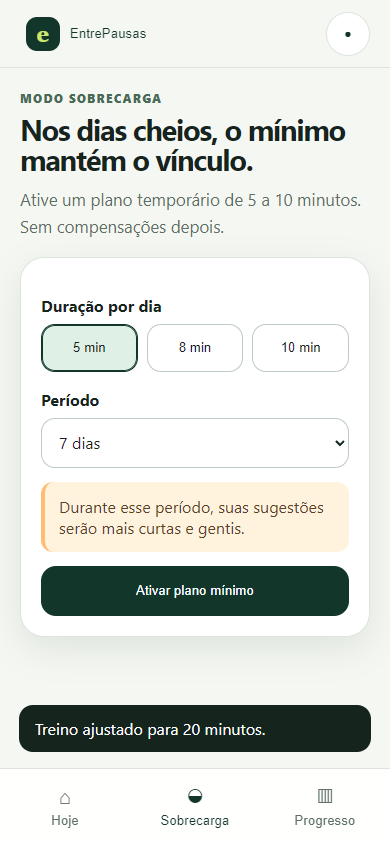 e EntrePausas
MODO SOBRECARGA
Nos dias cheios, o mínimo
mantém o vínculo.
Ative um plano temporário de 5 a 10 minutos.
Sem compensações depois.
Duração por dia
5 min 8 min 10 min
Período
7 dias
Durante esse período, suas sugestões
serão mais curtas e gentis.
Ativar plano mínimo
Treino ajustado para 20 minutos.
Hoje Sobrecarga Progresso